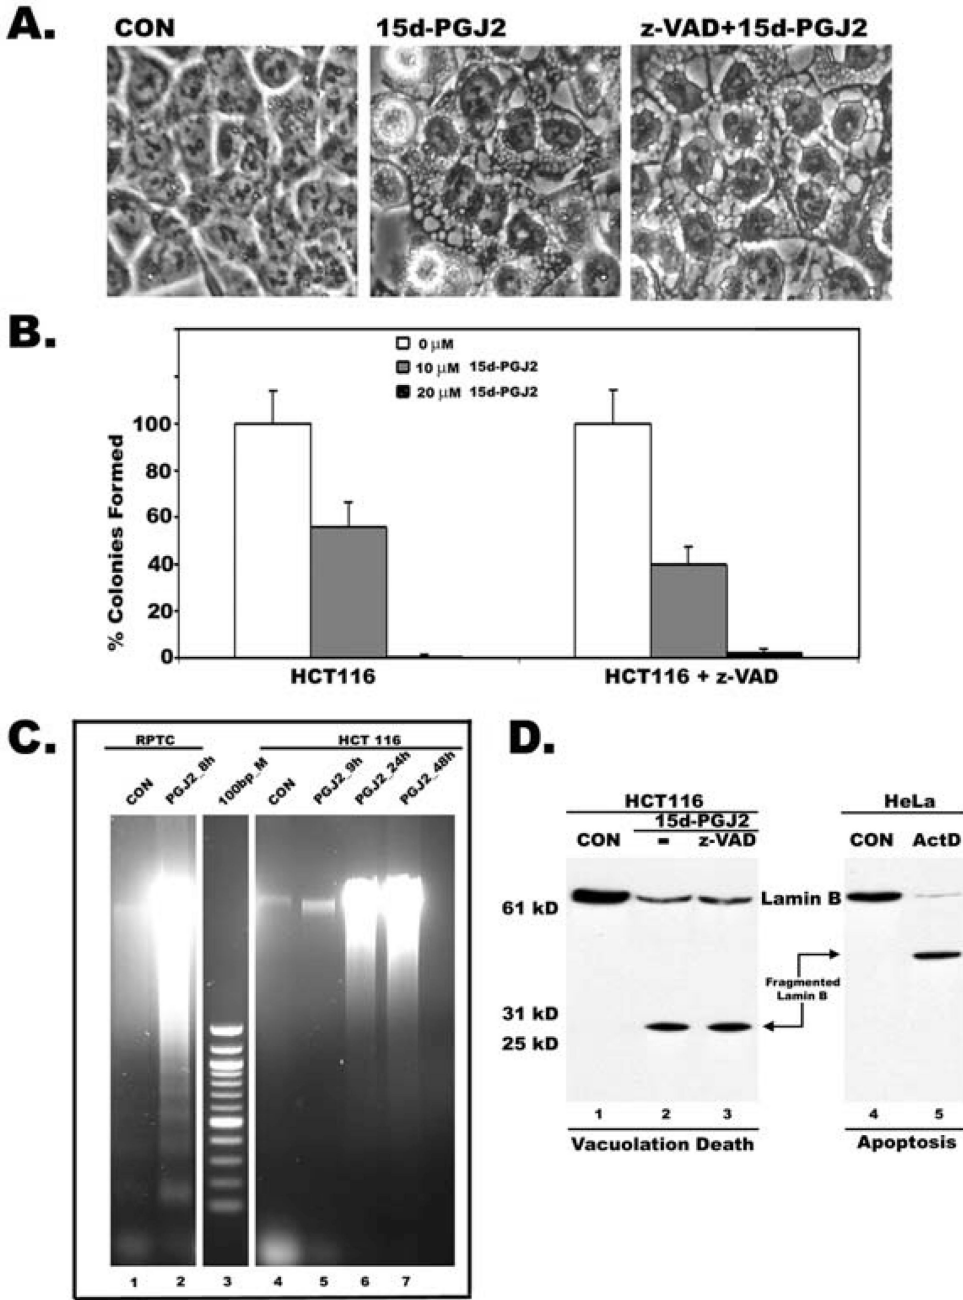 A.
CON 15d-PGJ2 z-VAD+15d-PGJ2
B.
0 µM
10 µM 15d-PGJ2
20 µM 15d-PGJ2
% Colonies Formed
100
80
60
40
20
0
HCT116 HCT116 + z-VAD
C.
RPTC HCT 116
CON PGJ2_8h 100bp_M CON PGJ2_9h PGJ2_24h PGJ2_48h
1 2 3 4 5 6 7
D.
HCT116 HeLa
15d-PGJ2
CON - z-VAD CON ActD
61 kD Lamin B
Fragmented
Lamin B
31 kD
25 kD
1 2 3 4 5
Vacuolation Death Apoptosis